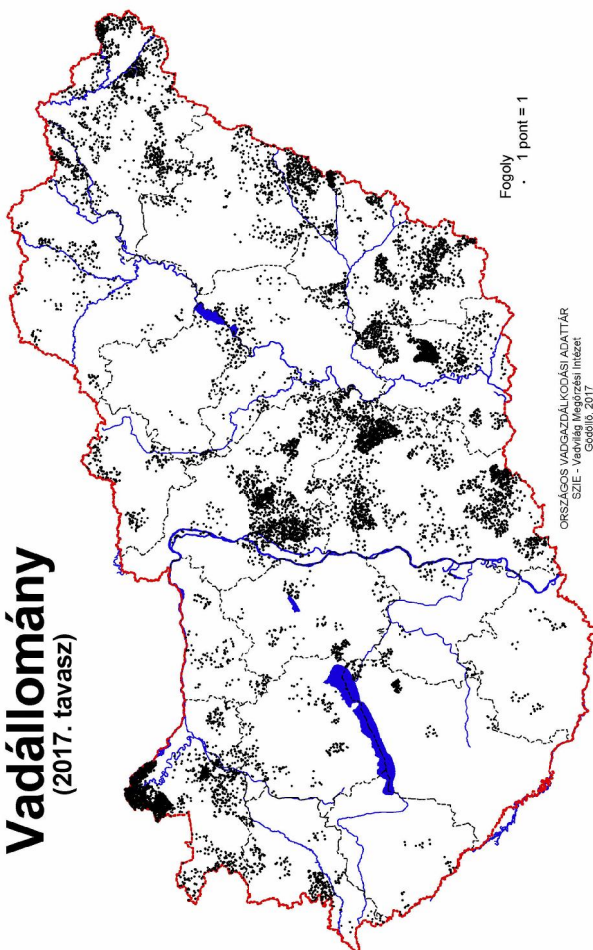 Vadállomány
(2017. tavasz)
Fogoly
. 1 pont = 1
ORSZÁGOS VADGAZDÁLKODÁSI ADATTÁR
SZIE - Vadvilág Megőrzési Intézet
Gödöllő, 2017